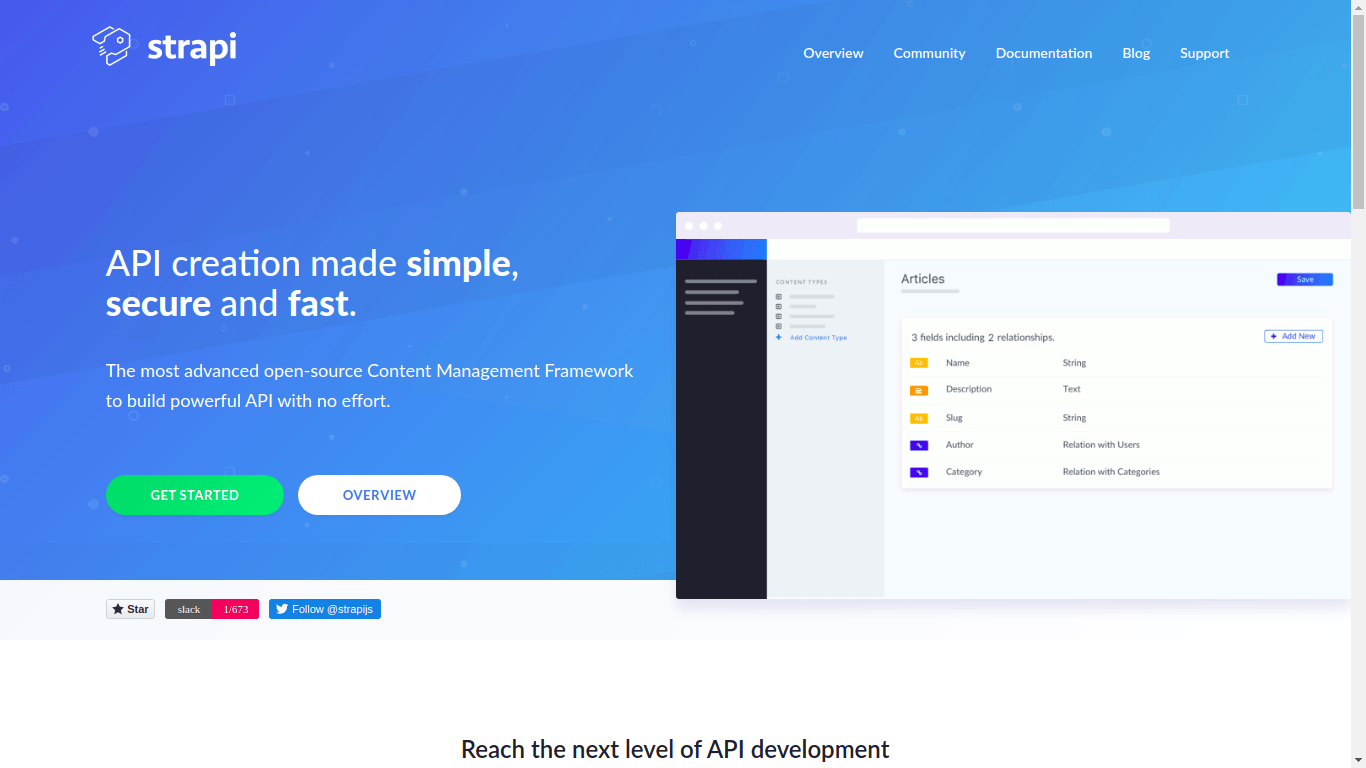 strapi
Overview Community Documentation Blog Support
API creation made simple,
secure and fast.
The most advanced open-source Content Management Framework
to build powerful API with no effort.
GET STARTED OVERVIEW
CONTENT TYPES
Add Content Type
Articles
Save
3 fields including 2 relationships.
Add New
Ab Name String
Description Text
Ab Slug String
Author Relation with Users
Category Relation with Categories
Star slack 1/673 Follow @strapijs
Reach the next level of API development